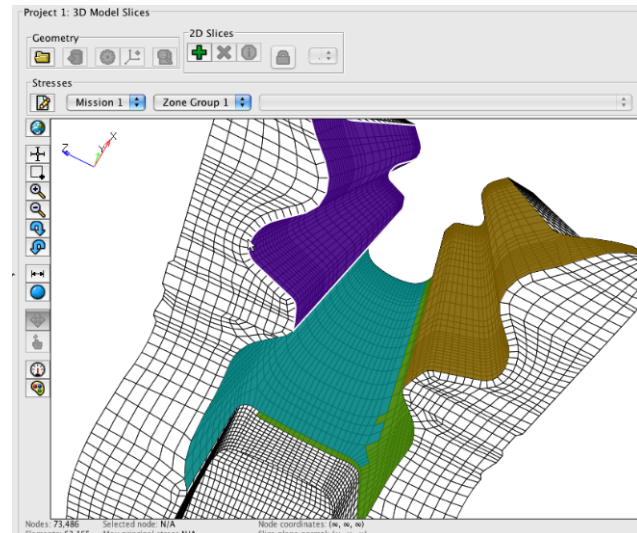 Project 1: 3D Model Slices
Geometry
2D Slices
Stresses
Mission 1
Zone Group 1
X
Y
Z
Nodes: 73,486 Selected node: N/A Node coordinates: (∞, ∞, ∞)